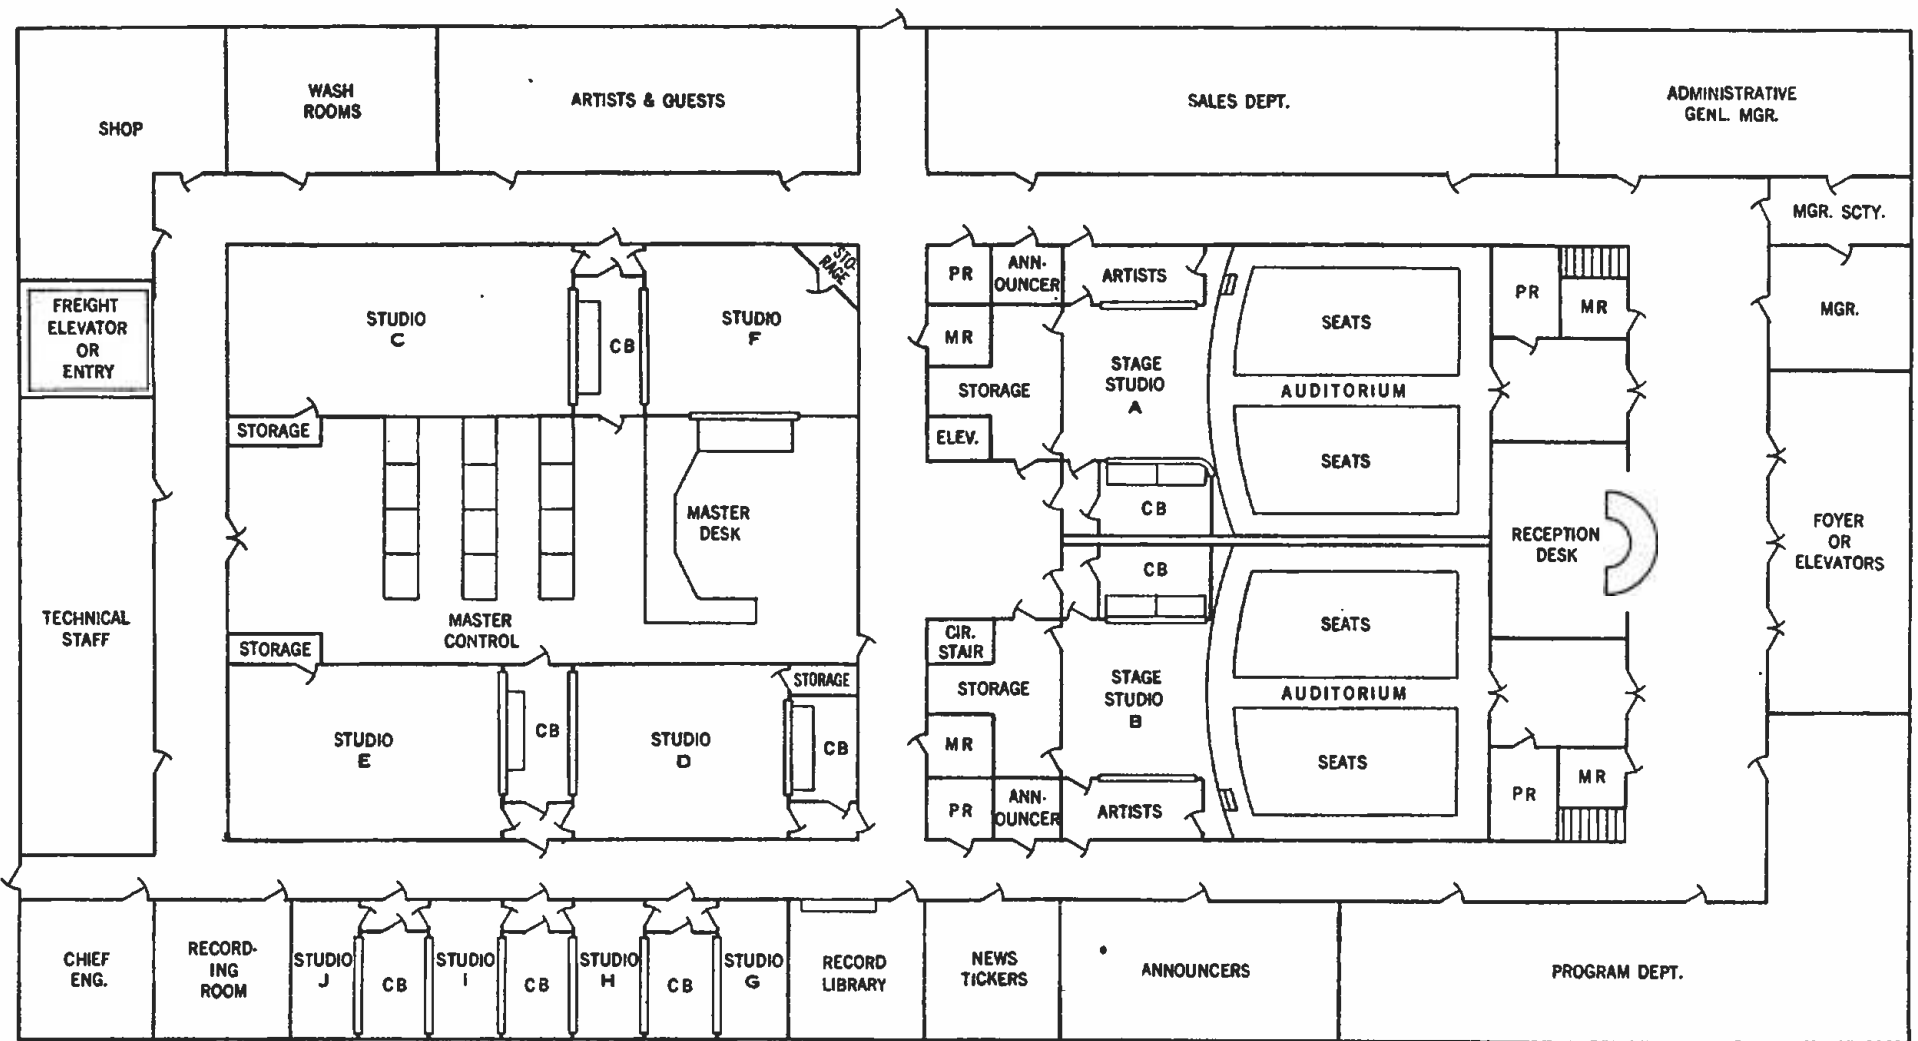 SHOP
WASH
ROOMS
ARTISTS & GUESTS
SALES DEPT.
ADMINISTRATIVE
GENL. MGR.
MGR. SCTY.
MGR.
FREIGHT
ELEVATOR
OR
ENTRY
STUDIO
C
CB
STUDIO
F
STO-
RAGE
PR
ANN-
OUNCER
ARTISTS
MR
STORAGE
ELEV.
STAGE
STUDIO
A
SEATS
AUDITORIUM
SEATS
PR
MR
STORAGE
MASTER
DESK
MASTER
CONTROL
STORAGE
CB
CB
RECEPTION
DESK
FOYER
OR
ELEVATORS
TECHNICAL
STAFF
STUDIO
E
CB
STUDIO
D
STORAGE
CB
CIR.
STAIR
STORAGE
MR
PR
ANN-
OUNCER
ARTISTS
STAGE
STUDIO
B
SEATS
AUDITORIUM
SEATS
PR
MR
CHIEF
ENG.
RECORD-
ING
ROOM
STUDIO
J
CB
STUDIO
I
CB
STUDIO
H
CB
STUDIO
G
RECORD
LIBRARY
NEWS
TICKERS
ANNOUNCERS
PROGRAM DEPT.